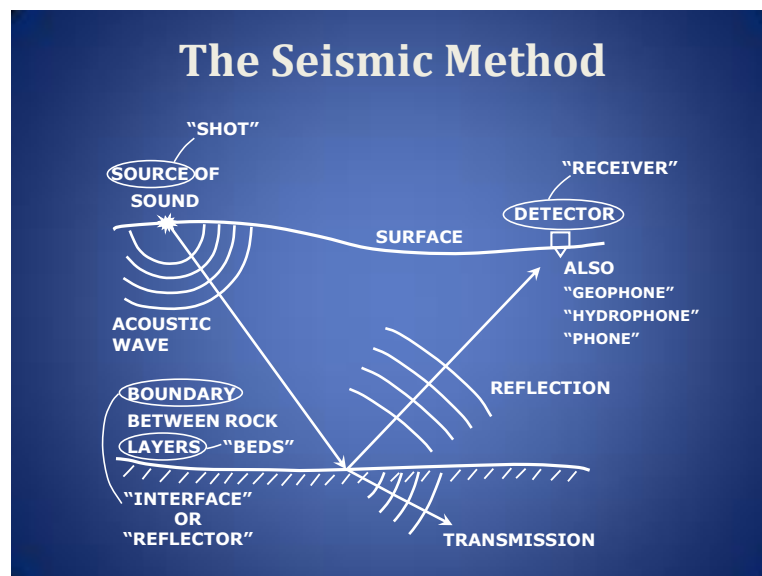 The Seismic Method
“SHOT”
SOURCE OF
SOUND
“RECEIVER”
DETECTOR
SURFACE
ALSO
“GEOPHONE”
“HYDROPHONE”
“PHONE”
ACOUSTIC
WAVE
REFLECTION
BOUNDARY
BETWEEN ROCK
LAYERS “BEDS”
“INTERFACE”
OR
“REFLECTOR”
TRANSMISSION